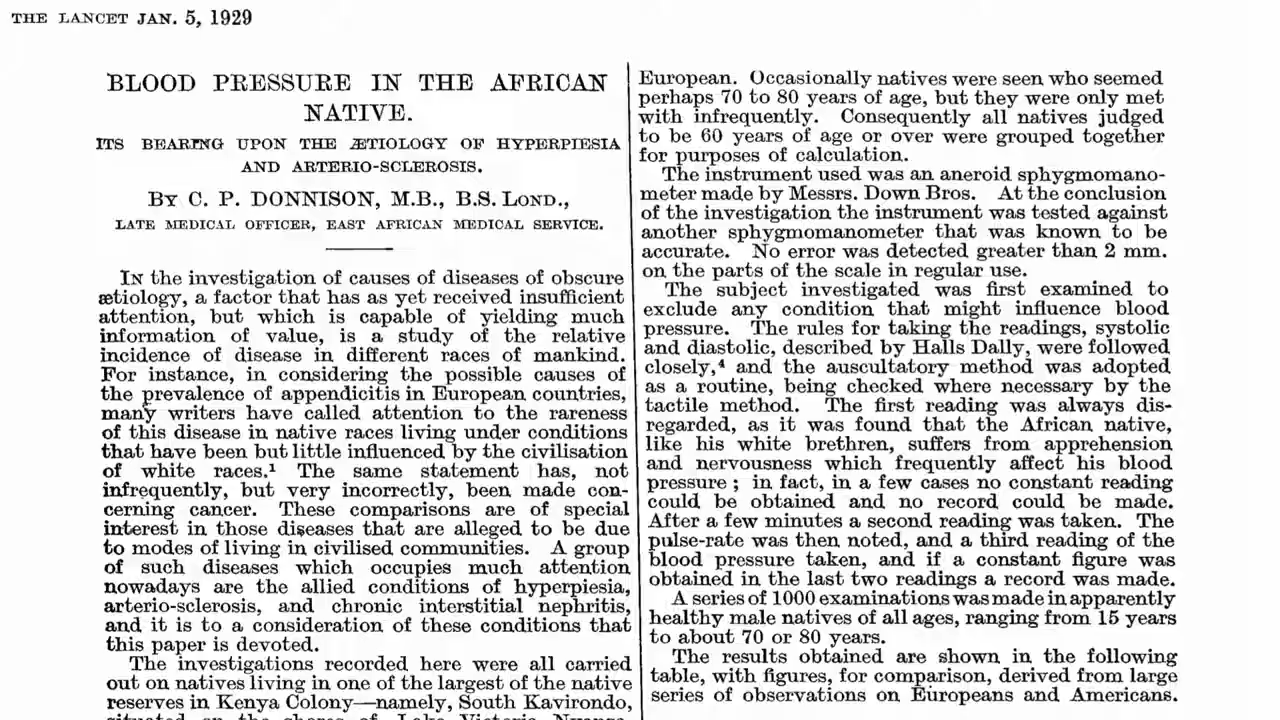 THE LANCET JAN. 5, 1929
BLOOD PRESSURE IN THE AFRICAN
NATIVE.
ITS BEARING UPON THE ÆTIOLOGY OF HYPERPIESIA
AND ARTERIO-SCLEROSIS.
BY C. P. DONNISON, M.B., B.S. LOND.,
LATE MEDICAL OFFICER, EAST AFRICAN MEDICAL SERVICE.
IN the investigation of causes of diseases of obscure
ætiology, a factor that has as yet received insufficient
attention, but which is capable of yielding much
information of value, is a study of the relative
incidence of disease in different races of mankind.
For instance, in considering the possible causes of
the prevalence of appendicitis in European countries,
many writers have called attention to the rareness
of this disease in native races living under conditions
that have been but little influenced by the civilisation
of white races.¹ The same statement has, not
infrequently, but very incorrectly, been made con-
cerning cancer. These comparisons are of special
interest in those diseases that are alleged to be due
to modes of living in civilised communities. A group
of such diseases which occupies much attention
nowadays are the allied conditions of hyperpiesia,
arterio-sclerosis, and chronic interstitial nephritis,
and it is to a consideration of these conditions that
this paper is devoted.
The investigations recorded here were all carried
out on natives living in one of the largest of the native
reserves in Kenya Colony—namely, South Kavirondo,
situated on the shores of Lake Victoria
European. Occasionally natives were seen who seemed
perhaps 70 to 80 years of age, but they were only met
with infrequently. Consequently all natives judged
to be 60 years of age or over were grouped together
for purposes of calculation.
The instrument used was an aneroid sphygmomano-
meter made by Messrs. Down Bros. At the conclusion
of the investigation the instrument was tested against
another sphygmomanometer that was known to be
accurate. No error was detected greater than 2 mm.
on the parts of the scale in regular use.
The subject investigated was first examined to
exclude any condition that might influence blood
pressure. The rules for taking the readings, systolic
and diastolic, described by Halls Dally, were followed
closely,⁴ and the auscultatory method was adopted
as a routine, being checked where necessary by the
tactile method. The first reading was always dis-
regarded, as it was found that the African native,
like his white brethren, suffers from apprehension
and nervousness which frequently affect his blood
pressure ; in fact, in a few cases no constant reading
could be obtained and no record could be made.
After a few minutes a second reading was taken. The
pulse-rate was then noted, and a third reading of the
blood pressure taken, and if a constant figure was
obtained in the last two readings a record was made.
A series of 1000 examinations was made in apparently
healthy male natives of all ages, ranging from 15 years
to about 70 or 80 years.
The results obtained are shown in the following
table, with figures, for comparison, derived from large
series of observations on Europeans and Americans.